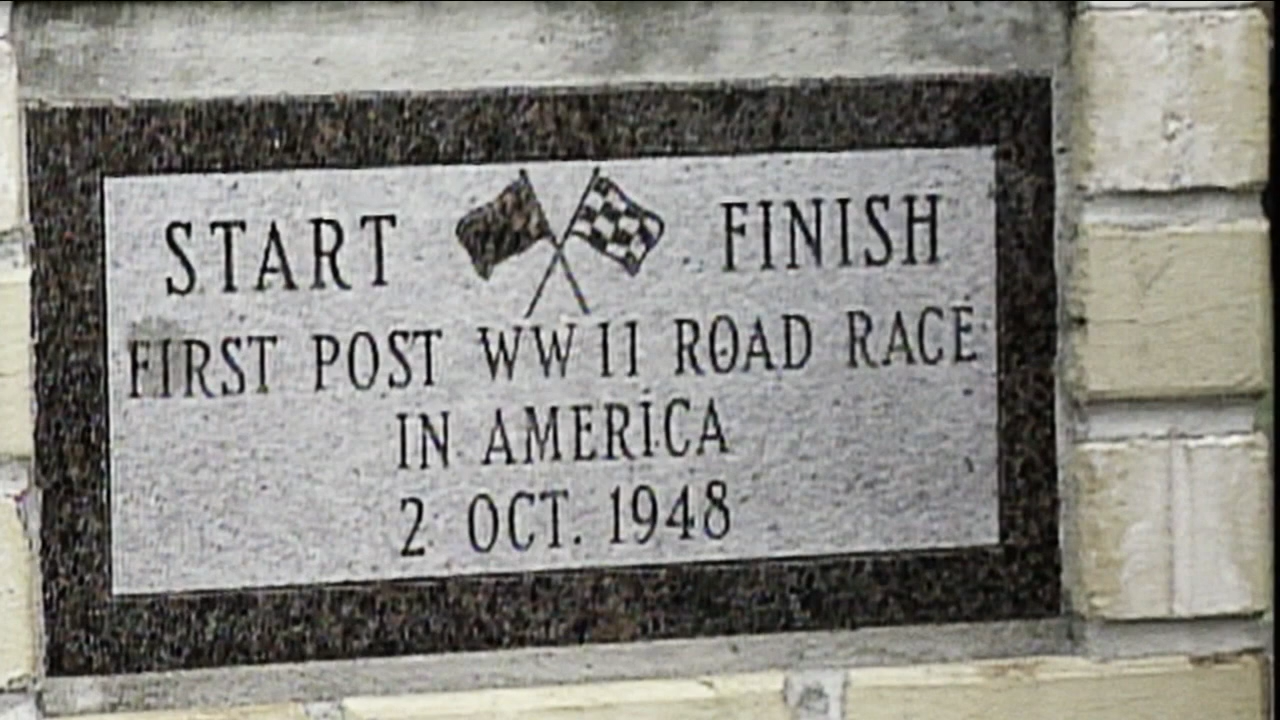 START FINISH
FIRST POST WW II ROAD RACE
IN AMERICA
2 OCT. 1948